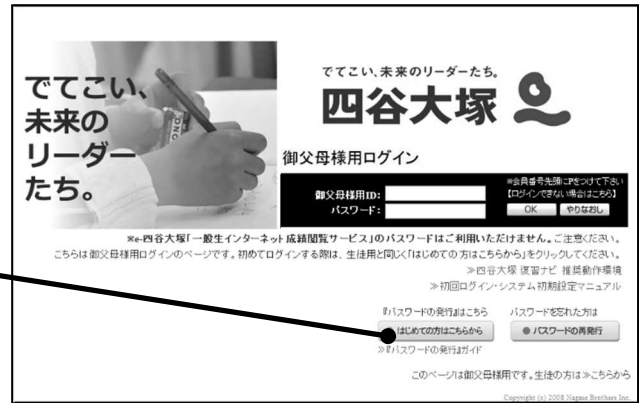 でてこい、
未来の
リーダー
たち。
でてこい、未来のリーダーたち。
四谷大塚
御父母様用ログイン
御父母様用ID:
パスワード:
※会員番号先頭にPをつけて下さい
【ログインできない場合はこちら】
OK やりなおし
※e-四谷大塚「一般生インターネット成績閲覧サービス」のパスワードはご利用いただけません。ご注意ください。
こちらは御父母様用ログインのページです。初めてログインする際は、生徒用と同じく「はじめての方はこちらから」をクリックしてください。
≫四谷大塚 復習ナビ 推奨動作環境
≫初回ログイン・システム初期設定マニュアル
『パスワードの発行』はこちら パスワードを忘れた方は
はじめての方はこちらから パスワードの再発行
≫『パスワードの発行』ガイド
このページは御父母様用です。生徒の方は≫こちらから
Copyright (c) 2008 Nagase Brothers Inc.